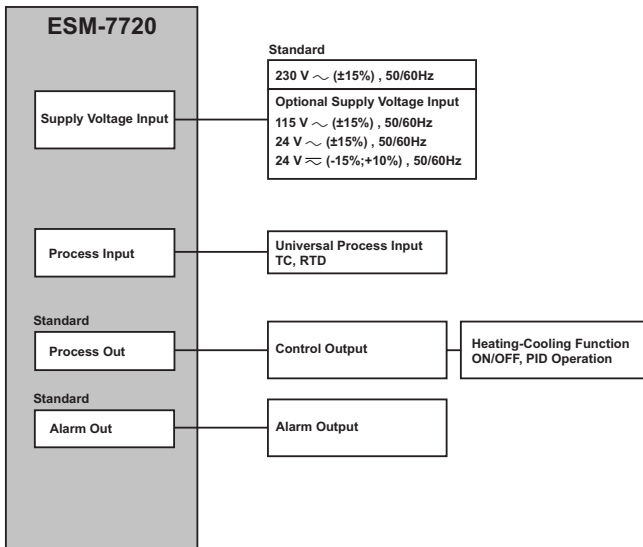 ESM-7720
Standard
230 V ~ (±15%) , 50/60Hz
Supply Voltage Input
Optional Supply Voltage Input
115 V ~ (±15%) , 50/60Hz
24 V ~ (±15%) , 50/60Hz
24 V ⏦ (-15%;+10%) , 50/60Hz
Process Input
Universal Process Input
TC, RTD
Standard
Process Out
Control Output
Heating-Cooling Function
ON/OFF, PID Operation
Standard
Alarm Out
Alarm Output